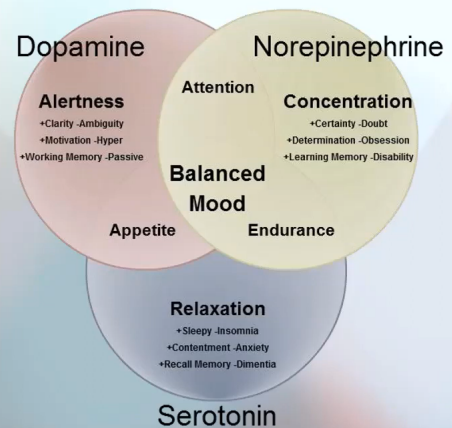 Dopamine
Norepinephrine
Attention
Alertness
+Clarity -Ambiguity
+Motivation -Hyper
+Working Memory -Passive
Concentration
+Certainty -Doubt
+Determination -Obsession
+Learning Memory -Disability
Balanced
Mood
Appetite
Endurance
Relaxation
+Sleepy -Insomnia
+Contentment -Anxiety
+Recall Memory -Dimentia
Serotonin